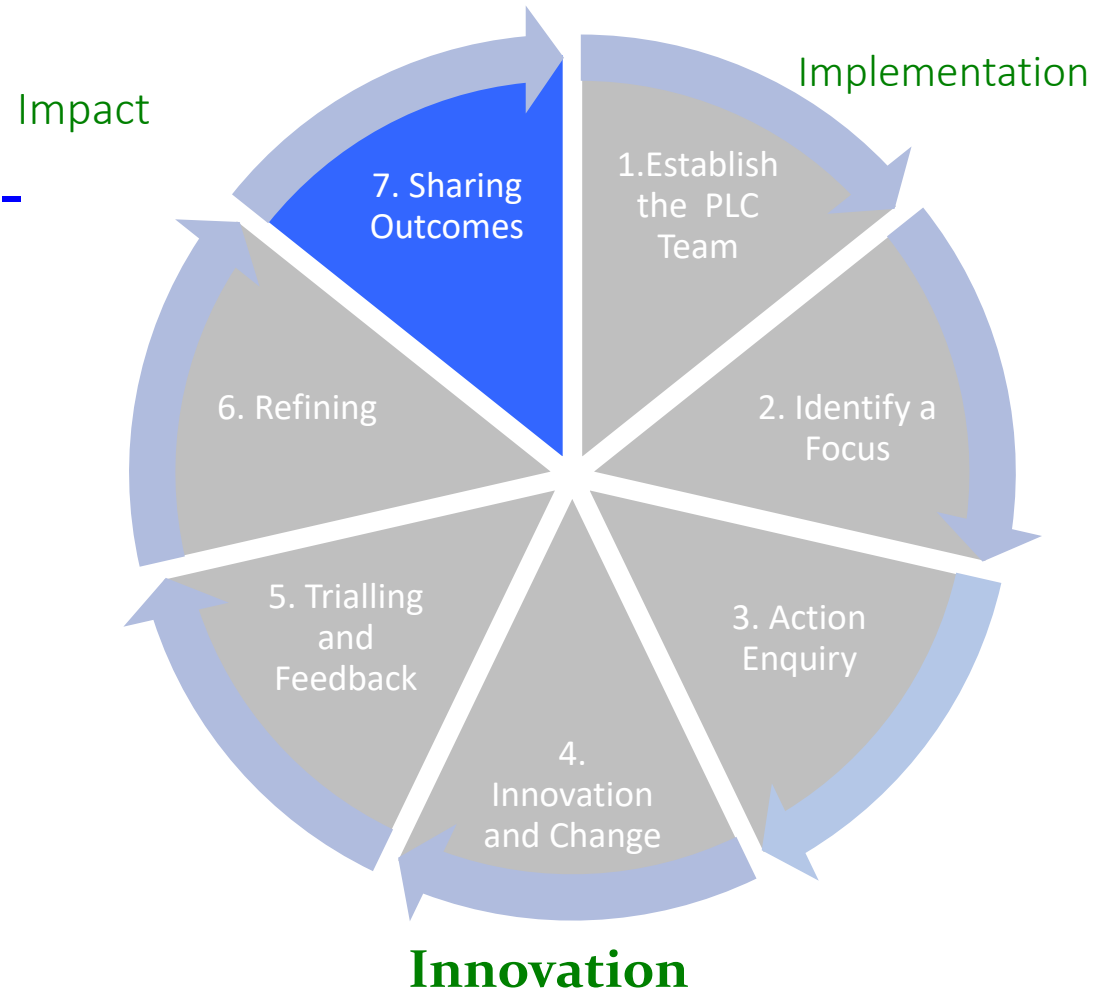 Impact
Implementation
7. Sharing
Outcomes
1.Establish
the PLC
Team
6. Refining
2. Identify a
Focus
5. Trialling
and
Feedback
3. Action
Enquiry
4.
Innovation
and Change
Innovation